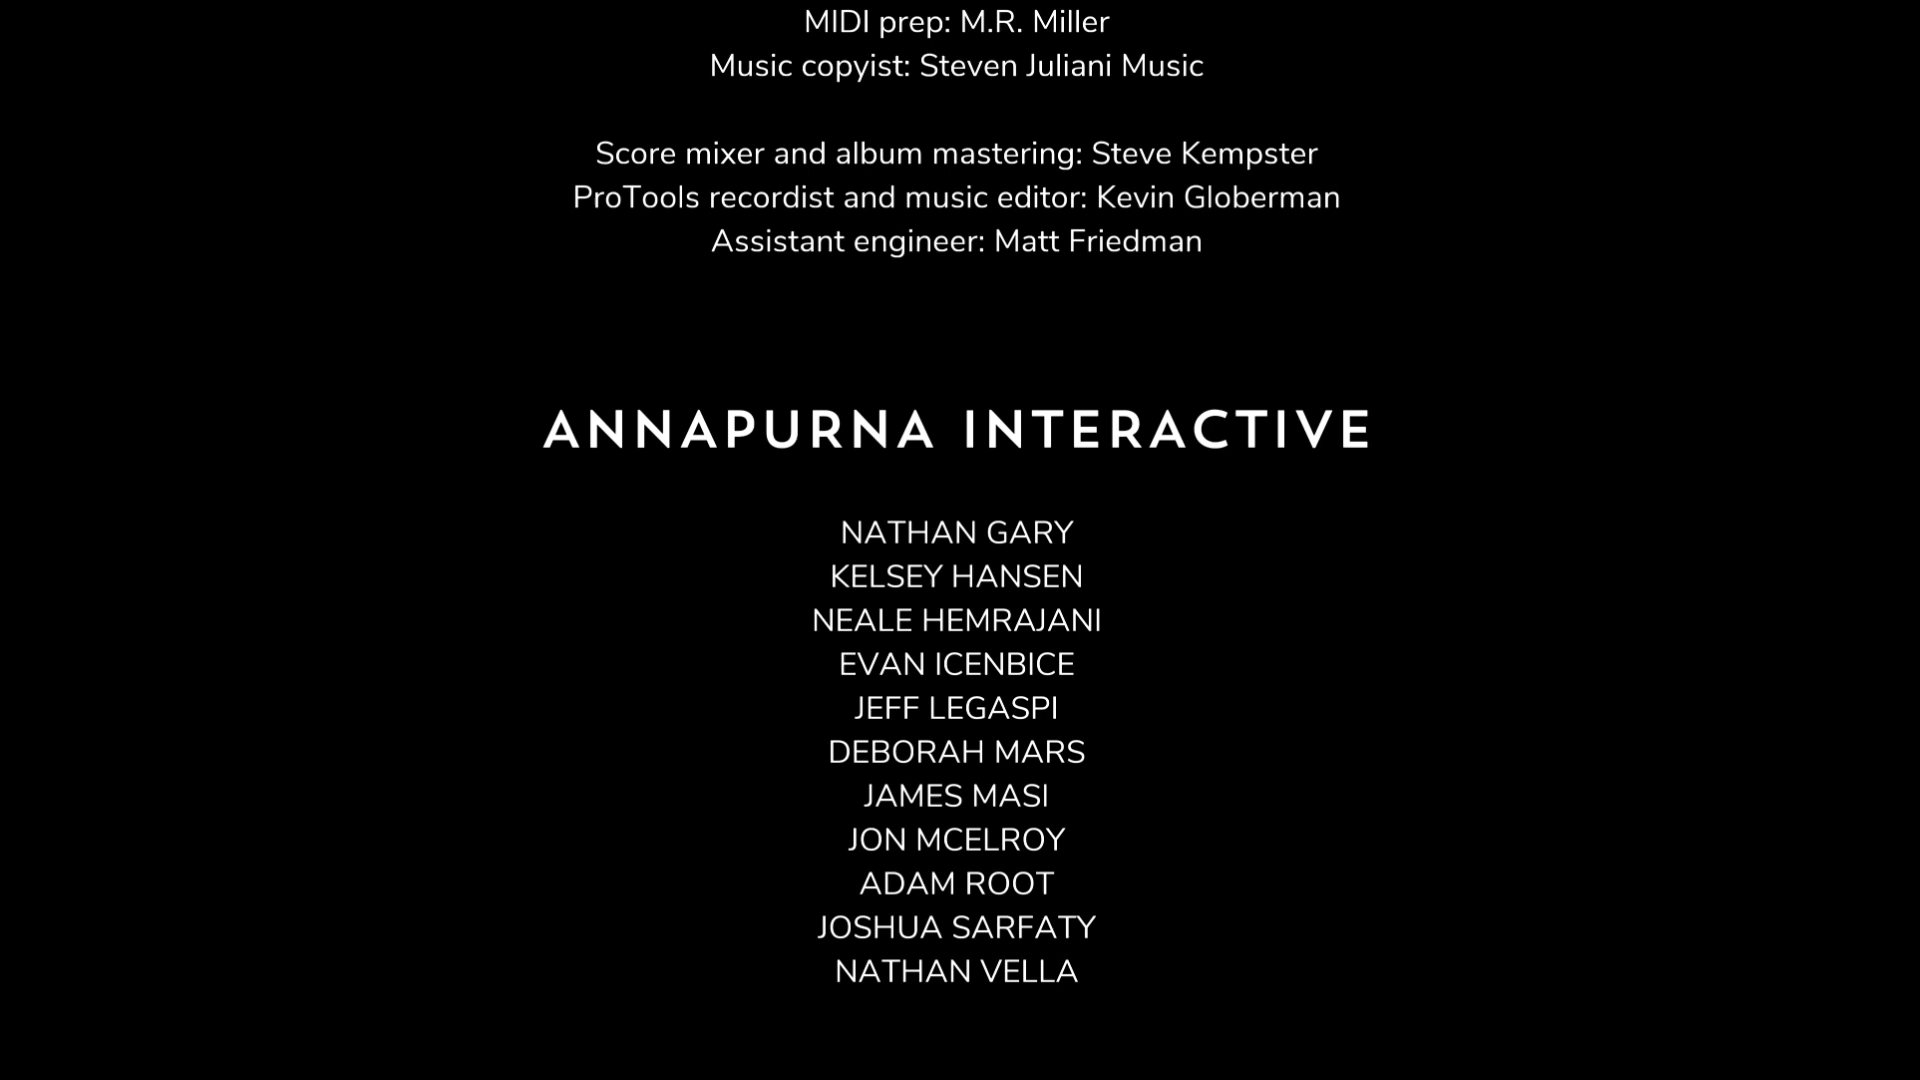 MIDI prep: M.R. Miller
Music copyist: Steven Juliani Music
Score mixer and album mastering: Steve Kempster
ProTools recordist and music editor: Kevin Globerman
Assistant engineer: Matt Friedman
ANNAPURNA INTERACTIVE
NATHAN GARY
KELSEY HANSEN
NEALE HEMRAJANI
EVAN ICENBICE
JEFF LEGASPI
DEBORAH MARS
JAMES MASI
JON MCELROY
ADAM ROOT
JOSHUA SARFATY
NATHAN VELLA